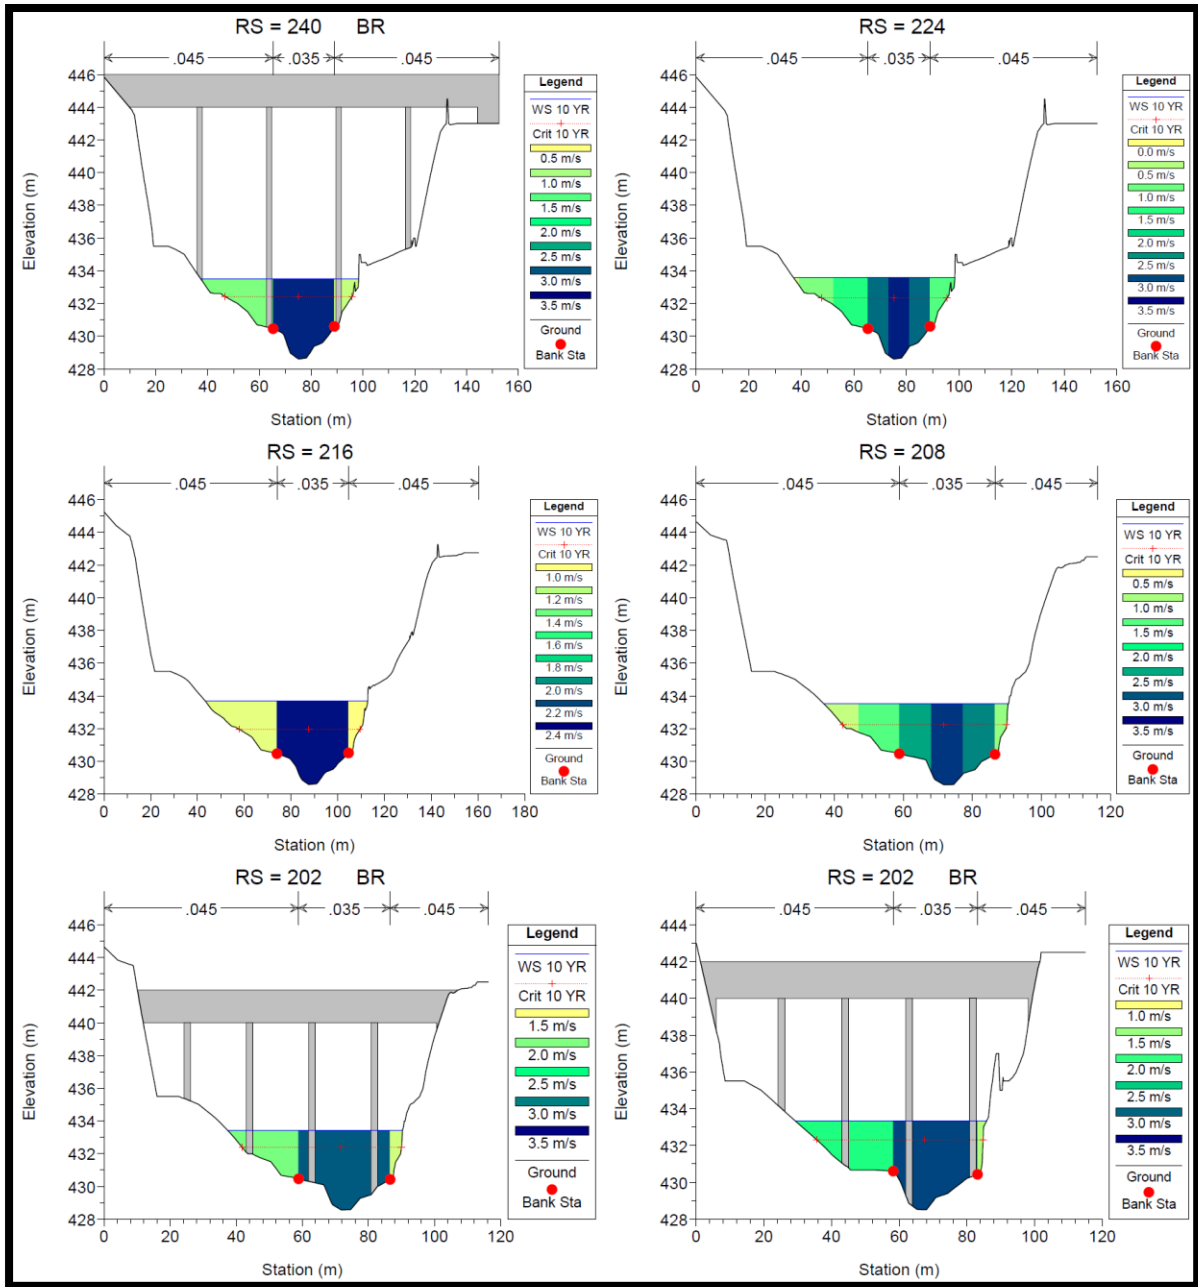 RS = 240 BR
.045 .035 .045
446
444
442
440
438
436
434
432
430
428
Elevation (m)
0 20 40 60 80 100 120 140 160
Station (m)
Legend
WS 10 YR
Crit 10 YR
0.5 m/s
1.0 m/s
1.5 m/s
2.0 m/s
2.5 m/s
3.0 m/s
3.5 m/s
Ground
Bank Sta
RS = 224
.045 .035 .045
446
444
442
440
438
436
434
432
430
428
Elevation (m)
0 20 40 60 80 100 120 140 160
Station (m)
Legend
WS 10 YR
Crit 10 YR
0.0 m/s
0.5 m/s
1.0 m/s
1.5 m/s
2.0 m/s
2.5 m/s
3.0 m/s
3.5 m/s
Ground
Bank Sta
RS = 216
.045 .035 .045
446
444
442
440
438
436
434
432
430
428
Elevation (m)
0 20 40 60 80 100 120 140 160 180
Station (m)
Legend
WS 10 YR
Crit 10 YR
1.0 m/s
1.2 m/s
1.4 m/s
1.6 m/s
1.8 m/s
2.0 m/s
2.2 m/s
2.4 m/s
Ground
Bank Sta
RS = 208
.045 .035 .045
446
444
442
440
438
436
434
432
430
428
Elevation (m)
0 20 40 60 80 100 120
Station (m)
Legend
WS 10 YR
Crit 10 YR
0.5 m/s
1.0 m/s
1.5 m/s
2.0 m/s
2.5 m/s
3.0 m/s
3.5 m/s
Ground
Bank Sta
RS = 202 BR
.045 .035 .045
446
444
442
440
438
436
434
432
430
428
Elevation (m)
0 20 40 60 80 100 120
Station (m)
Legend
WS 10 YR
Crit 10 YR
1.5 m/s
2.0 m/s
2.5 m/s
3.0 m/s
3.5 m/s
Ground
Bank Sta
RS = 202 BR
.045 .035 .045
444
442
440
438
436
434
432
430
428
Elevation (m)
0 20 40 60 80 100 120
Station (m)
Legend
WS 10 YR
Crit 10 YR
1.0 m/s
1.5 m/s
2.0 m/s
2.5 m/s
3.0 m/s
3.5 m/s
Ground
Bank Sta